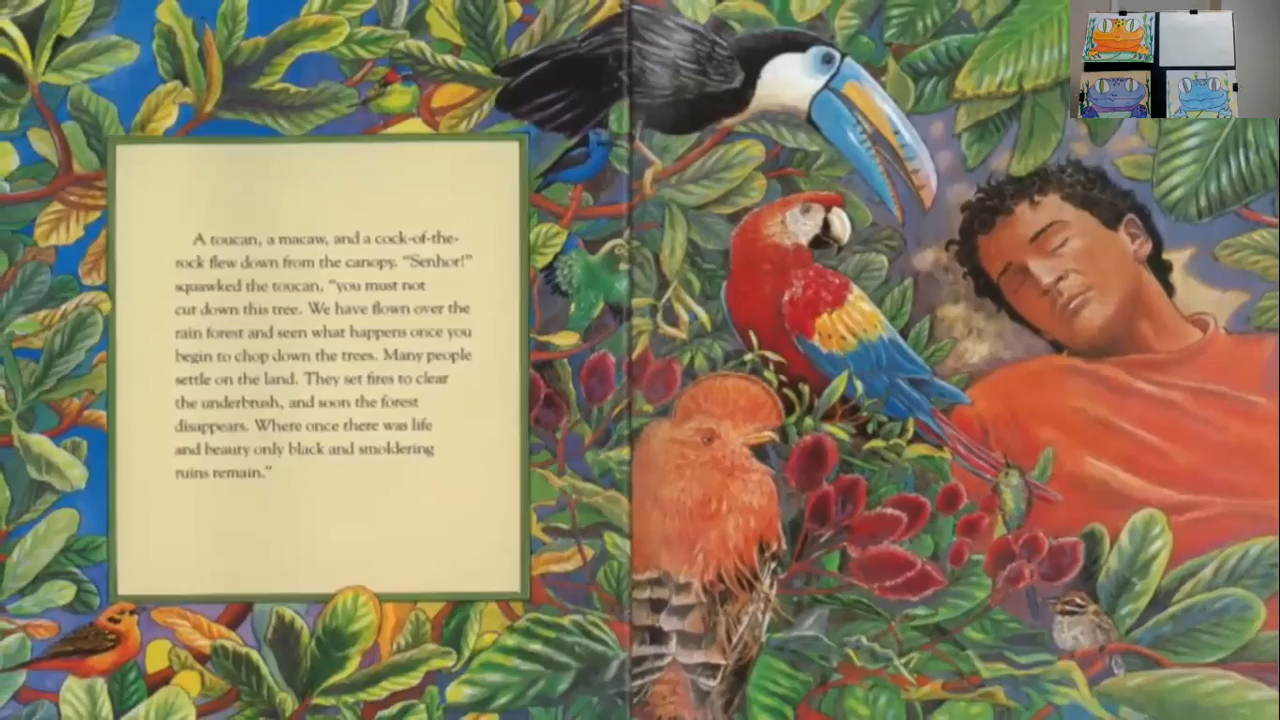 A toucan, a macaw, and a cock-of-the-
rock flew down from the canopy. "Senhor!"
squawked the toucan, "you must not
cut down this tree. We have flown over the
rain forest and seen what happens once you
begin to chop down the trees. Many people
settle on the land. They set fires to clear
the underbrush, and soon the forest
disappears. Where once there was life
and beauty only black and smoldering
ruins remain."